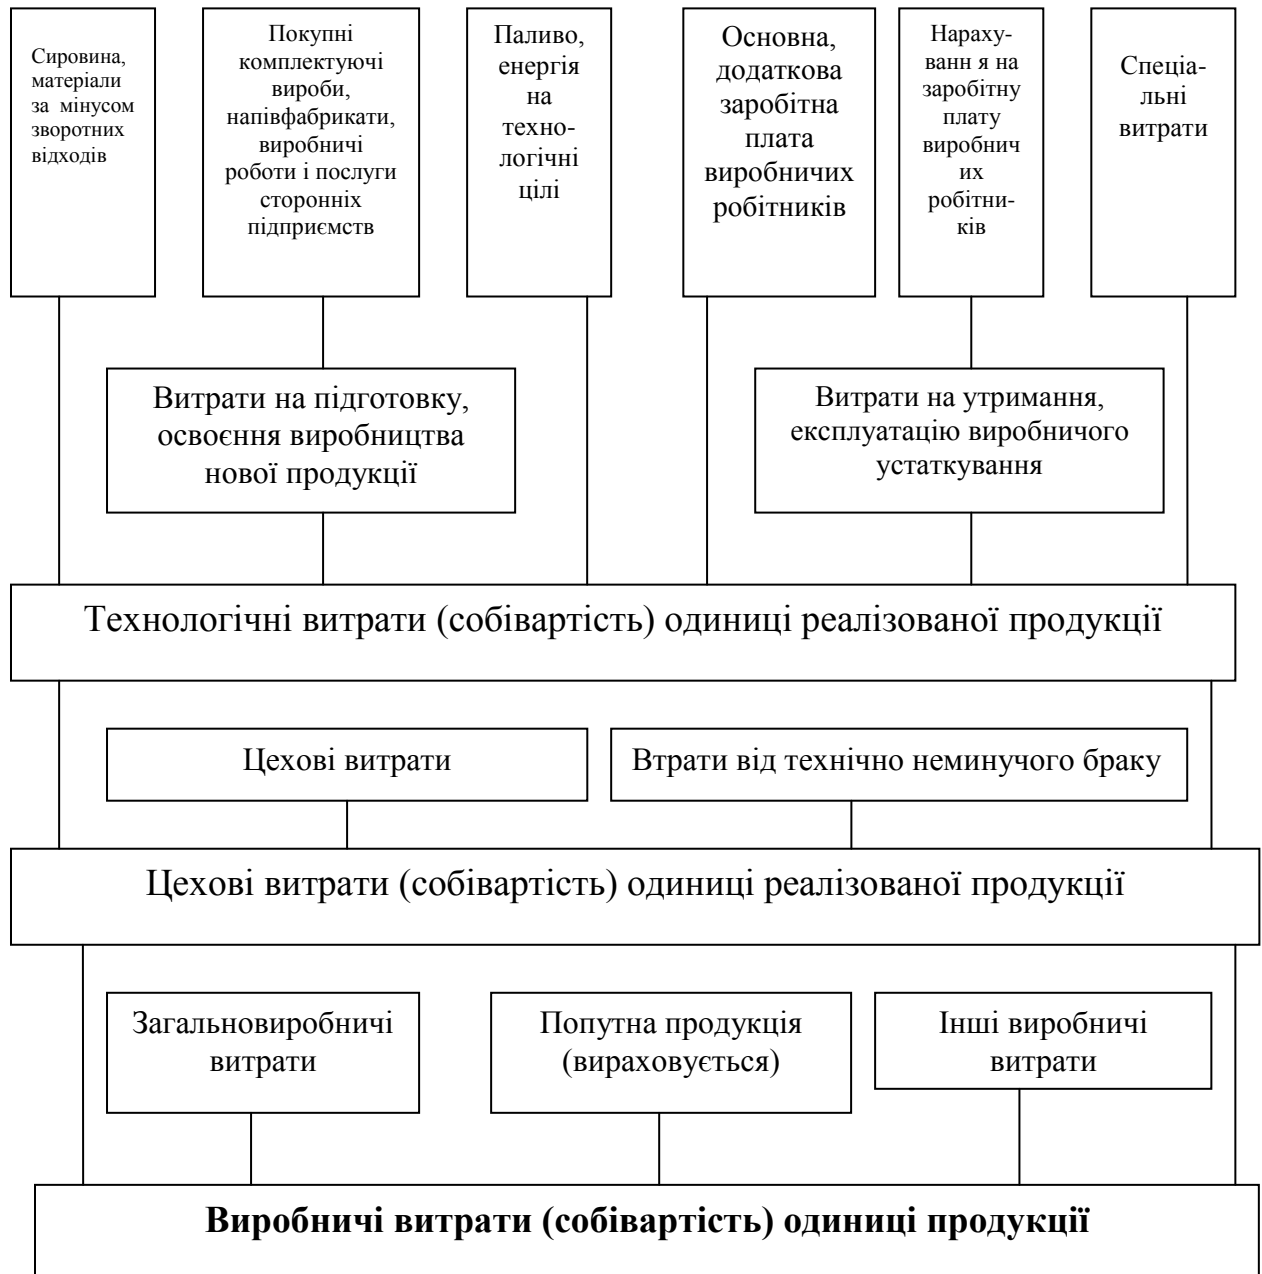 Сировина,
матеріали
за мінусом
зворотних
відходів
Покупні
комплектуючі
вироби,
напівфабрикати,
виробничі
роботи і послуги
сторонніх
підприємств
Паливо,
енергія
на
техно-
логічні
цілі
Основна,
додаткова
заробітна
плата
виробничих
робітників
Нараху-
ванн я на
заробітну
плату
виробнич
их
робітни-
ків
Спеціа-
льні
витрати
Витрати на підготовку,
освоєння виробництва
нової продукції
Витрати на утримання,
експлуатацію виробничого
устаткування
Технологічні витрати (собівартість) одиниці реалізованої продукції
Цехові витрати
Втрати від технічно неминучого браку
Цехові витрати (собівартість) одиниці реалізованої продукції
Загальновиробничі
витрати
Попутна продукція
(вираховується)
Інші виробничі
витрати
Виробничі витрати (собівартість) одиниці продукції